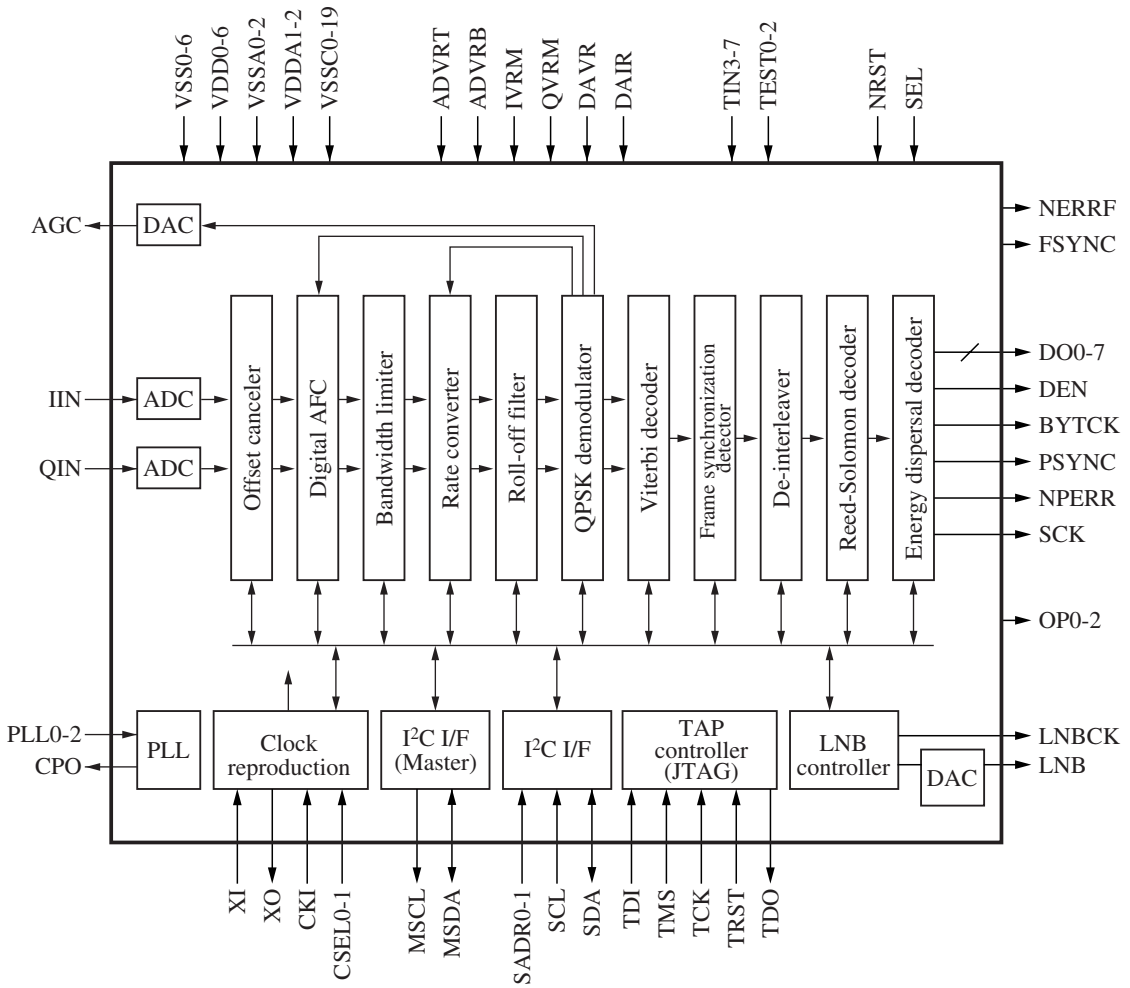 VSS0-6
VDD0-6
VSSA0-2
VDDA1-2
VSSC0-19
ADVRT
ADVRB
IVRM
QVRM
DAVR
DAIR
TIN3-7
TEST0-2
NRST
SEL
AGC
DAC
NERRF
FSYNC
IIN
ADC
QIN
ADC
Offset canceler
Digital AFC
Bandwidth limiter
Rate converter
Roll-off filter
QPSK demodulator
Viterbi decoder
Frame synchronization
detector
De-interleaver
Reed-Solomon decoder
Energy dispersal decoder
DO0-7
DEN
BYTCK
PSYNC
NPERR
SCK
OP0-2
PLL0-2
CPO
PLL
Clock
reproduction
I²C I/F
(Master)
I²C I/F
TAP
controller
(JTAG)
LNB
controller
DAC
LNBCK
LNB
XI
XO
CKI
CSEL0-1
MSCL
MSDA
SADR0-1
SCL
SDA
TDI
TMS
TCK
TRST
TDO